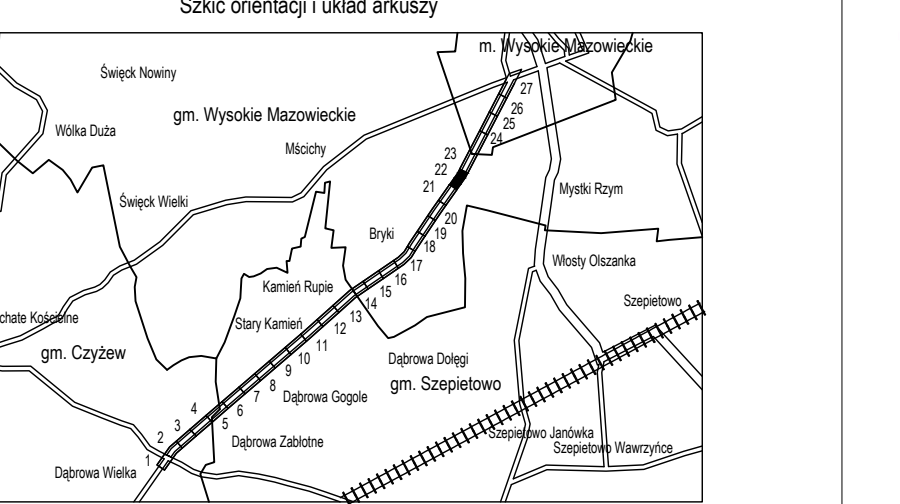 Szkic orientacji i układ arkuszy
m. Wysokie Mazowieckie
Święck Nowiny
27
gm. Wysokie Mazowieckie
26
Wólka Duża
25
24
Mścichy
23
22
21
Mystki Rzym
Święck Wielki
20
Bryki
19
18
17
Włosty Olszanka
16
Kamień Rupie
15
14
Szepietowo
13
Stary Kamień
12
11
10
gm. Czyżew
Dąbrowa Dołęgi
9
8
gm. Szepietowo
7
Dąbrowa Gogole
6
5
4
3
2
1
Dąbrowa Zabłotne
Szepietowo Janówka
Szepietowo Wawrzyńce
Dąbrowa Wielka